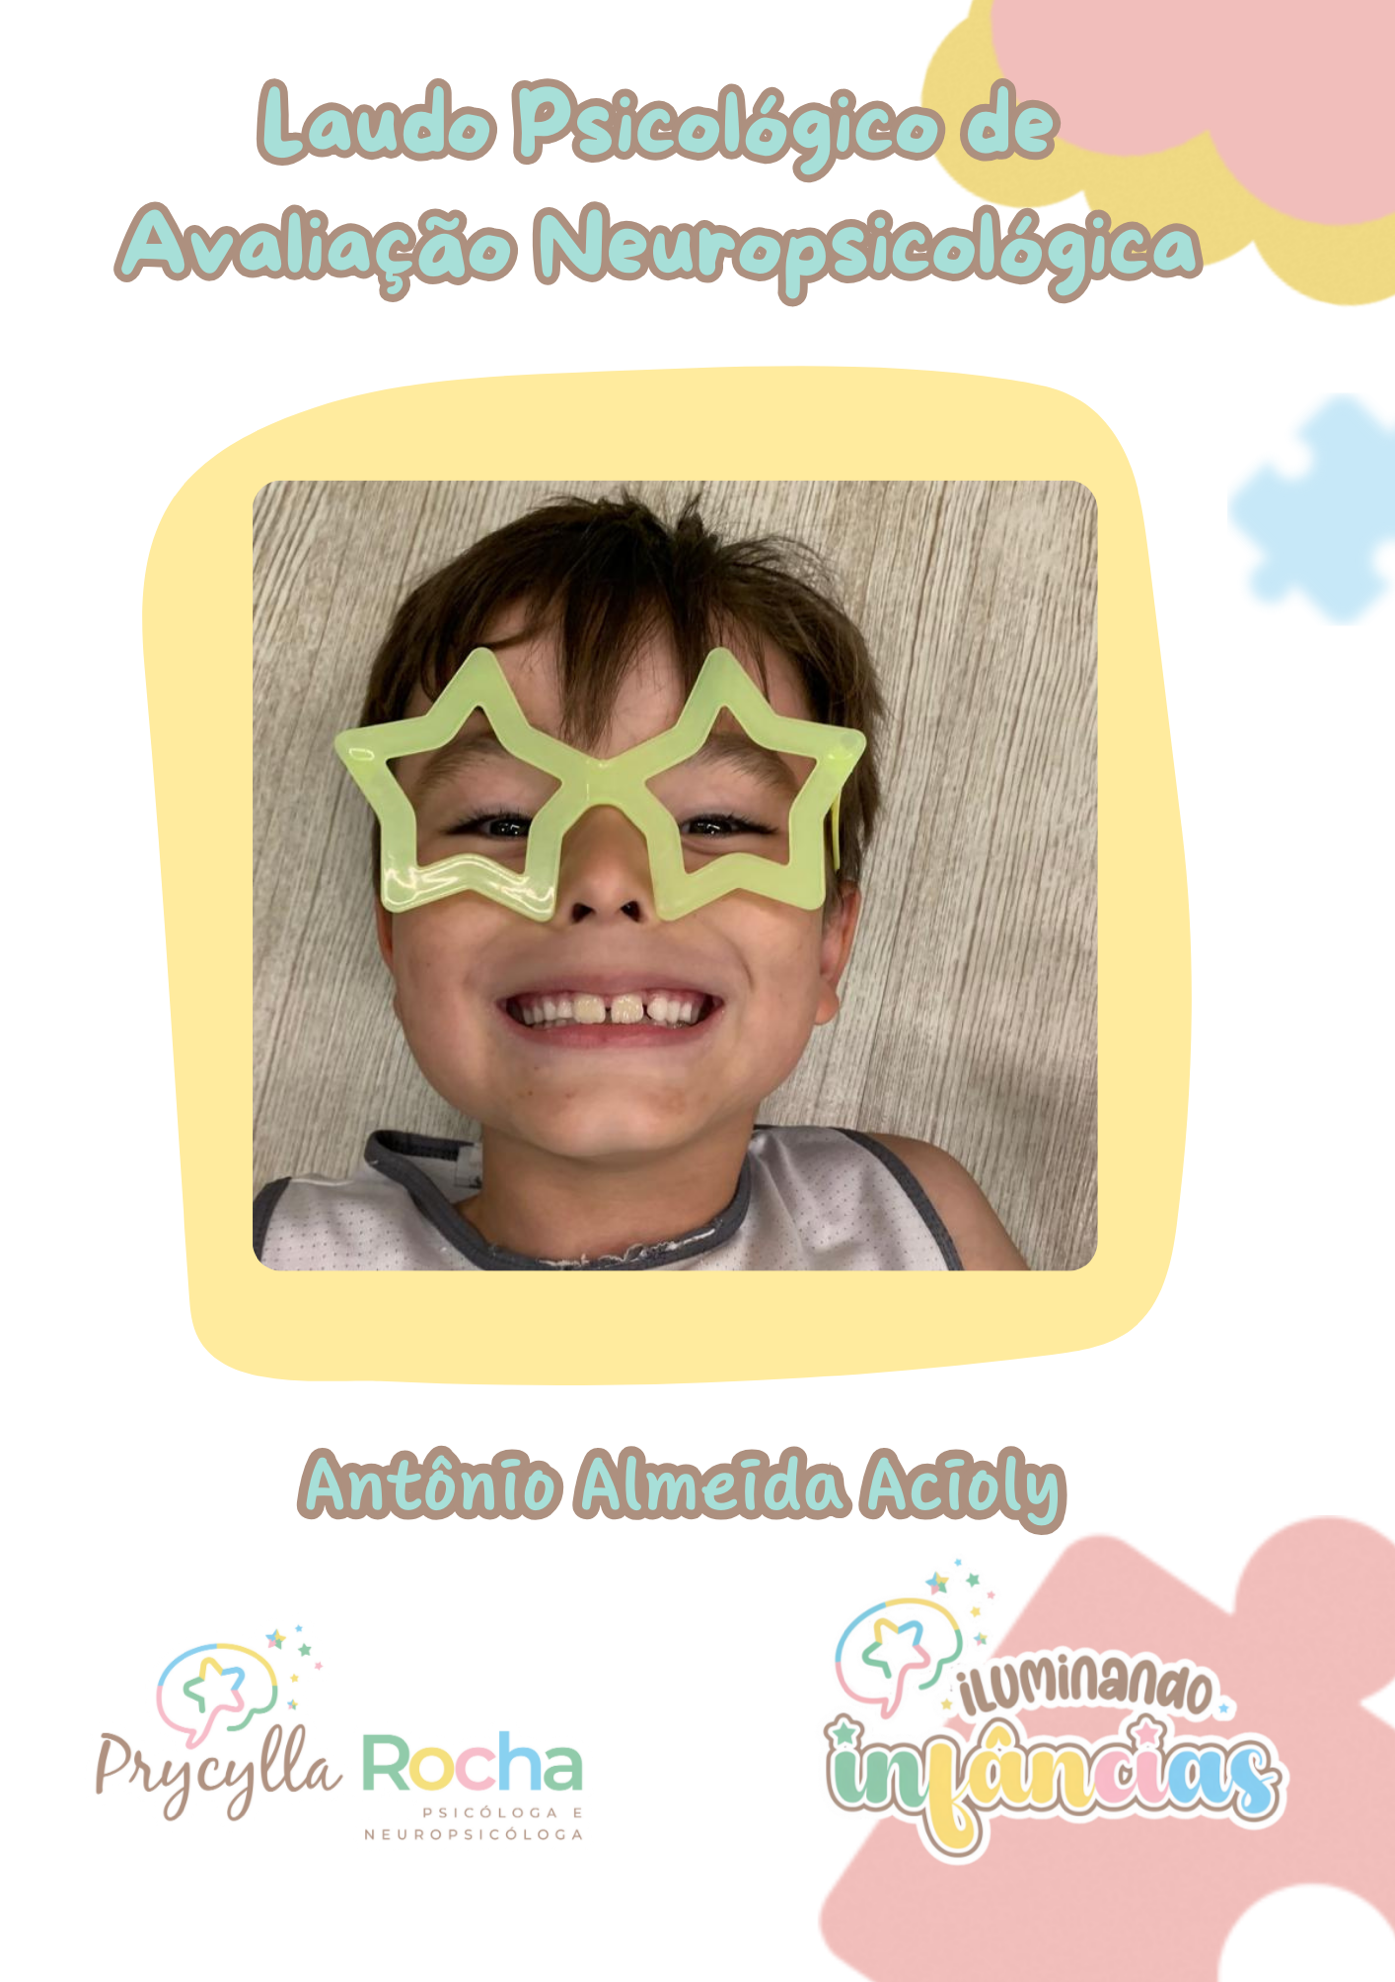 Laudo Psicológico de
Avaliação Neuropsicológica
Antônio Almeida Acioly
Prycylla Rocha
PSICÓLOGA E
NEUROPSICÓLOGA
iluminando
infâncias